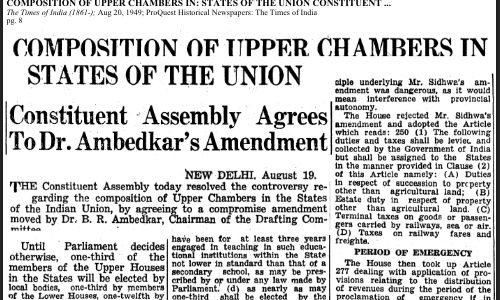 COMPOSITION OF UPPER CHAMBERS IN: STATES OF THE UNION CONSTITUENT ...
The Times of India (1861-); Aug 20, 1949; ProQuest Historical Newspapers: The Times of India
pg. 8
COMPOSITION OF UPPER CHAMBERS IN
STATES OF THE UNION
Constituent Assembly Agrees
To Dr. Ambedkar's Amendment
NEW DELHI, August 19.
THE Constituent Assembly today resolved the controversy re-
garding the composition of Upper Chambers in the States
of the Indian Union, by agreeing to a compromise amendment
moved by Dr. B. R. Ambedkar, Chairman of the Drafting Com-
mittee
Until Parliament decides
otherwise, one-third of the
members of the Upper Houses
in the States will be elected by
local bodies, one-third by members
of the Lower Houses, one-twelfth by
have been for at least three years
engaged in teaching in such educa-
tional institutions within the State
not lower in standard than that of a
secondary school, as may be pres-
cribed by or under any law made by
Parliament. (d) as nearly as may
one-third shall be elected by the
ciple underlying Mr. Sidhwa's am-
endment was dangerous, as it would
mean interference with provincial
autonomy.
The House rejected Mr. Sidhwa's
amendment and adopted the Article
which reads: 250 (1) The following
duties and taxes shall be levied and
collected by the Government of India
but shall be assigned to the States
in the manner provided in Clause (2)
of this Article namely: (A) Duties
in respect of succession to property
other than agricultural land; (B)
Estate duty in respect of property
other than agricultural land. (C)
Terminal taxes on goods or passen-
gers carried by railways, sea or air.
(D) Taxes on railway fares and
freights.
PERIOD OF EMERGENCY
The House then took up Article
277 dealing with application of pro-
visions relating to the distribution
of revenues during the period of the
proclamation of emergency. if